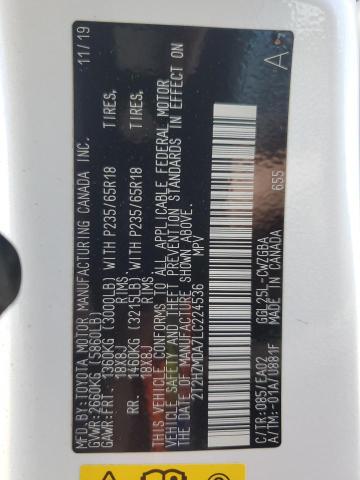 MFD.BY:TOYOTA MOTOR MANUFACTURING CANADA INC. 11/19
GVWR:2660KG (5860LB)
GAWR:FRT. 1360KG (3000LB) WITH P235/65R18 TIRES,
18X8J RIMS
RR. 1460KG (3215LB) WITH P235/65R18 TIRES,
18X8J RIMS
THIS VEHICLE CONFORMS TO ALL APPLICABLE FEDERAL MOTOR
VEHICLE SAFETY AND THEFT PREVENTION STANDARDS IN
EFFECT ON THE DATE OF MANUFACTURE SHOWN ABOVE.
2T2HZMDA7LC224536 MPV
C/TR:085/EA02 GGL25L-CWZGBA
A/TM:-01A/U881F MADE IN CANADA 655
A